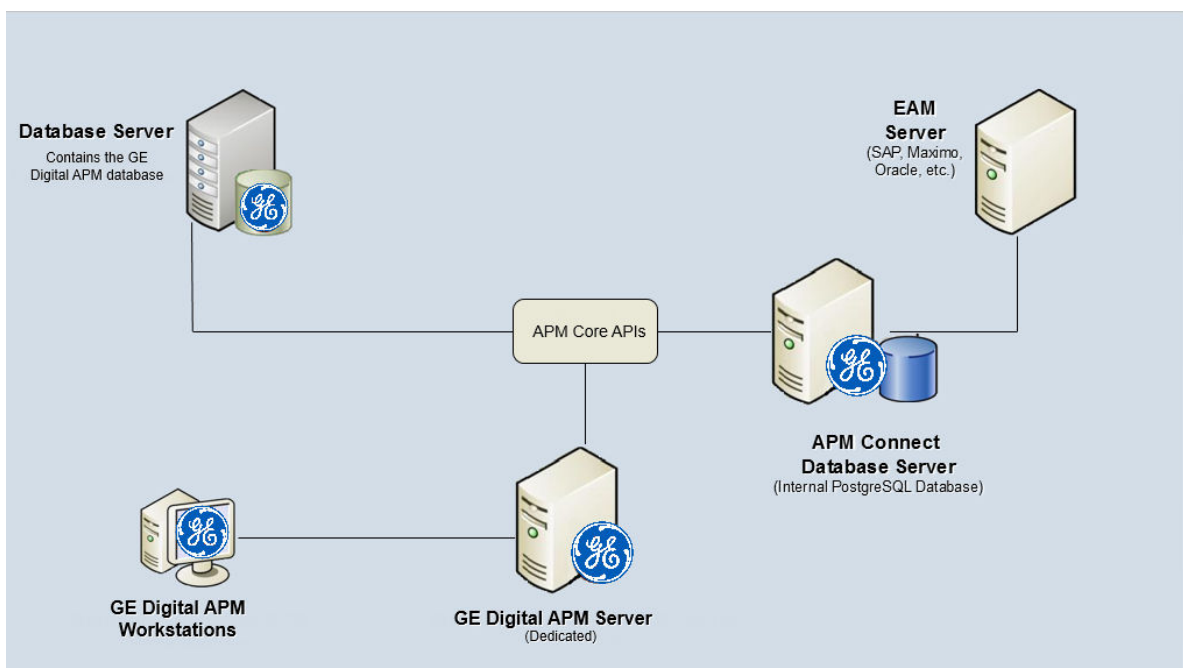 Database Server
Contains the GE
Digital APM database
EAM
Server
(SAP, Maximo,
Oracle, etc.)
APM Core APIs
APM Connect
Database Server
(Internal PostgreSQL Database)
GE Digital APM
Workstations
GE Digital APM Server
(Dedicated)